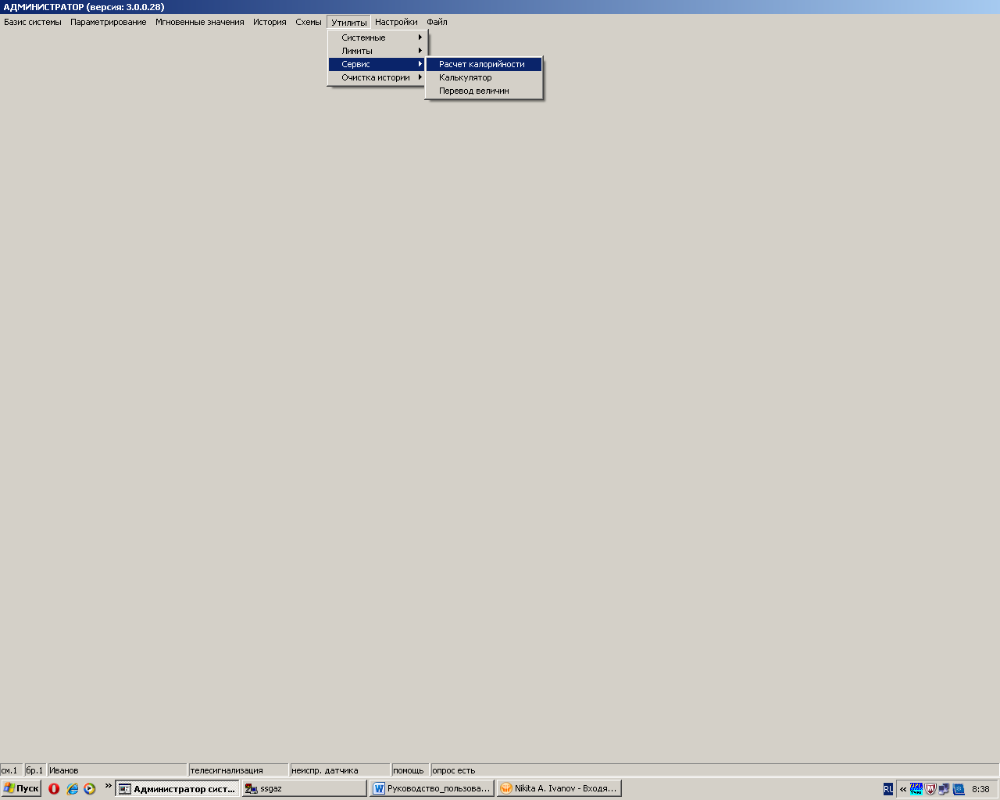 АДМИНИСТРАТОР (версия: 3.0.0.28)
Базис системы Параметрирование Мгновенные значения История Схемы Утилиты Настройки Файл
Системные
Лимиты
Сервис
Очистка истории
Расчет калорийности
Калькулятор
Перевод величин
см.1 бр.1 Иванов телесигнализация неиспр. датчика помощь опрос есть
Пуск » Администратор сист... ssgaz Руководство_пользова... Nikita A. Ivanov - Входя... RU « 8:38